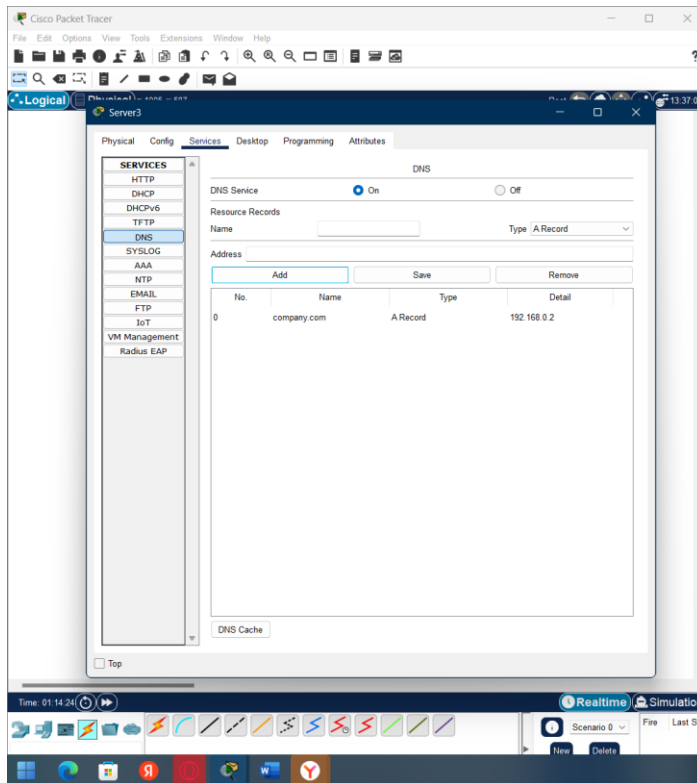 Cisco Packet Tracer
File Edit Options View Tools Extensions Window Help
?
Logical
13:37:0
Server3
Physical Config Services Desktop Programming Attributes
SERVICES
HTTP
DHCP
DHCPv6
TFTP
DNS
SYSLOG
AAA
NTP
EMAIL
FTP
IoT
VM Management
Radius EAP
DNS
DNS Service On Off
Resource Records
Name Type A Record
Address
Add Save Remove
No. Name Type Detail
0 company.com A Record 192.168.0.2
DNS Cache
Top
Time: 01:14:24 Realtime Simulatio
Scenario 0 Fire Last S
New Delete
Я W Y